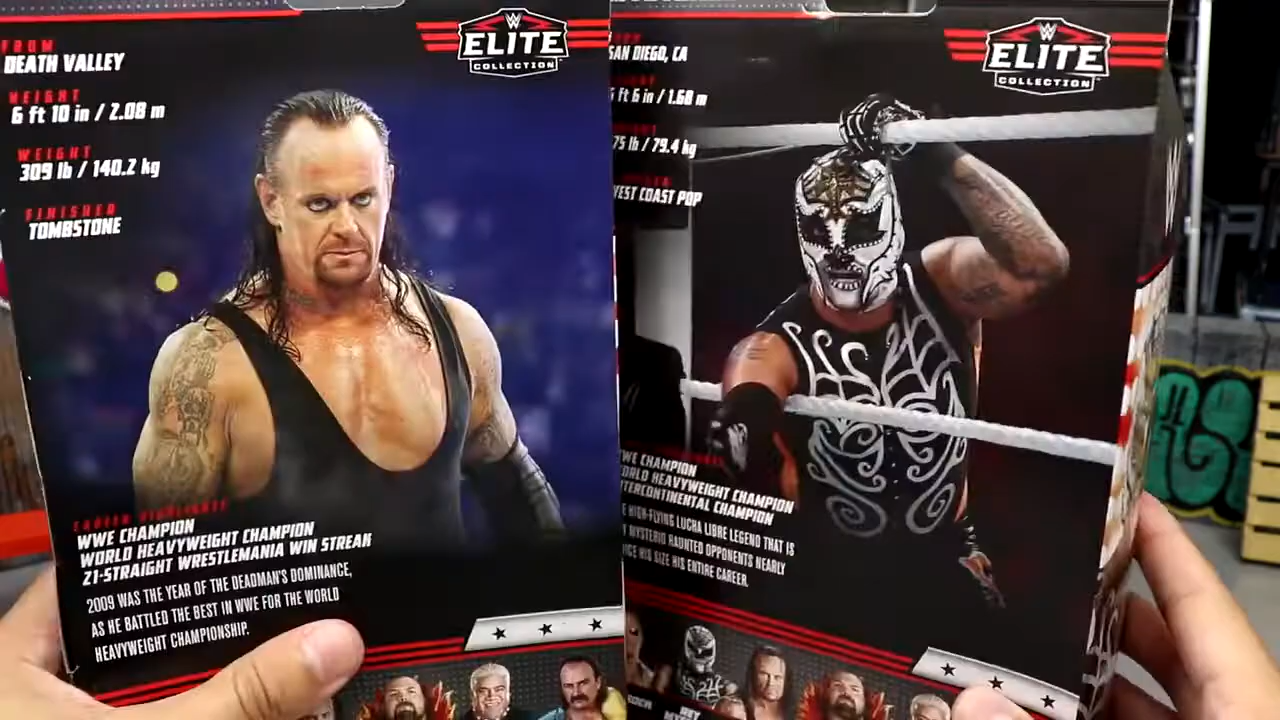 FROM
DEATH VALLEY
HEIGHT
6 ft 10 in / 2.08 m
WEIGHT
309 lb / 140.2 kg
FINISHER
TOMBSTONE
W
ELITE
COLLECTION
CAREER HIGHLIGHTS
WWE CHAMPION
WORLD HEAVYWEIGHT CHAMPION
21-STRAIGHT WRESTLEMANIA WIN STREAK
2009 WAS THE YEAR OF THE DEADMAN'S DOMINANCE,
AS HE BATTLED THE BEST IN WWE FOR THE WORLD
HEAVYWEIGHT CHAMPIONSHIP.
SAN DIEGO, CA
ft 6 in / 1.68 m
75 lb / 79.4 kg
WEST COAST POP
W
ELITE
COLLECTION
WWE CHAMPION
WORLD HEAVYWEIGHT CHAMPION
INTERCONTINENTAL CHAMPION
HIGH-FLYING LUCHA LIBRE LEGEND THAT IS
MYSTERIO HAUNTED OPPONENTS NEARLY
HIS SIZE HIS ENTIRE CAREER.
REY